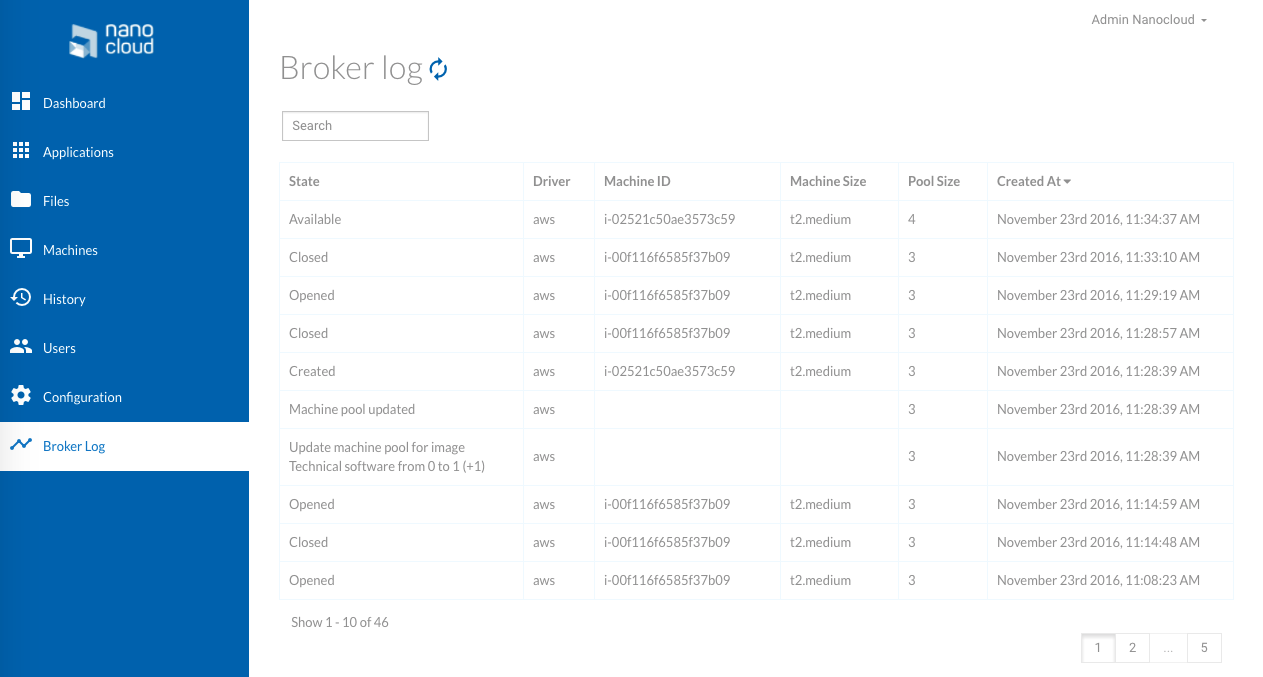 nano
cloud
Admin Nanocloud
Dashboard
Applications
Files
Machines
History
Users
Configuration
Broker Log
Broker log
Search
State Driver Machine ID Machine Size Pool Size Created At
Available aws i-02521c50ae3573c59 t2.medium 4 November 23rd 2016, 11:34:37 AM
Closed aws i-00f116f6585f37b09 t2.medium 3 November 23rd 2016, 11:33:10 AM
Opened aws i-00f116f6585f37b09 t2.medium 3 November 23rd 2016, 11:29:19 AM
Closed aws i-00f116f6585f37b09 t2.medium 3 November 23rd 2016, 11:28:57 AM
Created aws i-02521c50ae3573c59 t2.medium 3 November 23rd 2016, 11:28:39 AM
Machine pool updated aws 3 November 23rd 2016, 11:28:39 AM
Update machine pool for image
Technical software from 0 to 1 (+1) aws 3 November 23rd 2016, 11:28:39 AM
Opened aws i-00f116f6585f37b09 t2.medium 3 November 23rd 2016, 11:14:59 AM
Closed aws i-00f116f6585f37b09 t2.medium 3 November 23rd 2016, 11:14:48 AM
Opened aws i-00f116f6585f37b09 t2.medium 3 November 23rd 2016, 11:08:23 AM
Show 1 - 10 of 46
1 2 ... 5